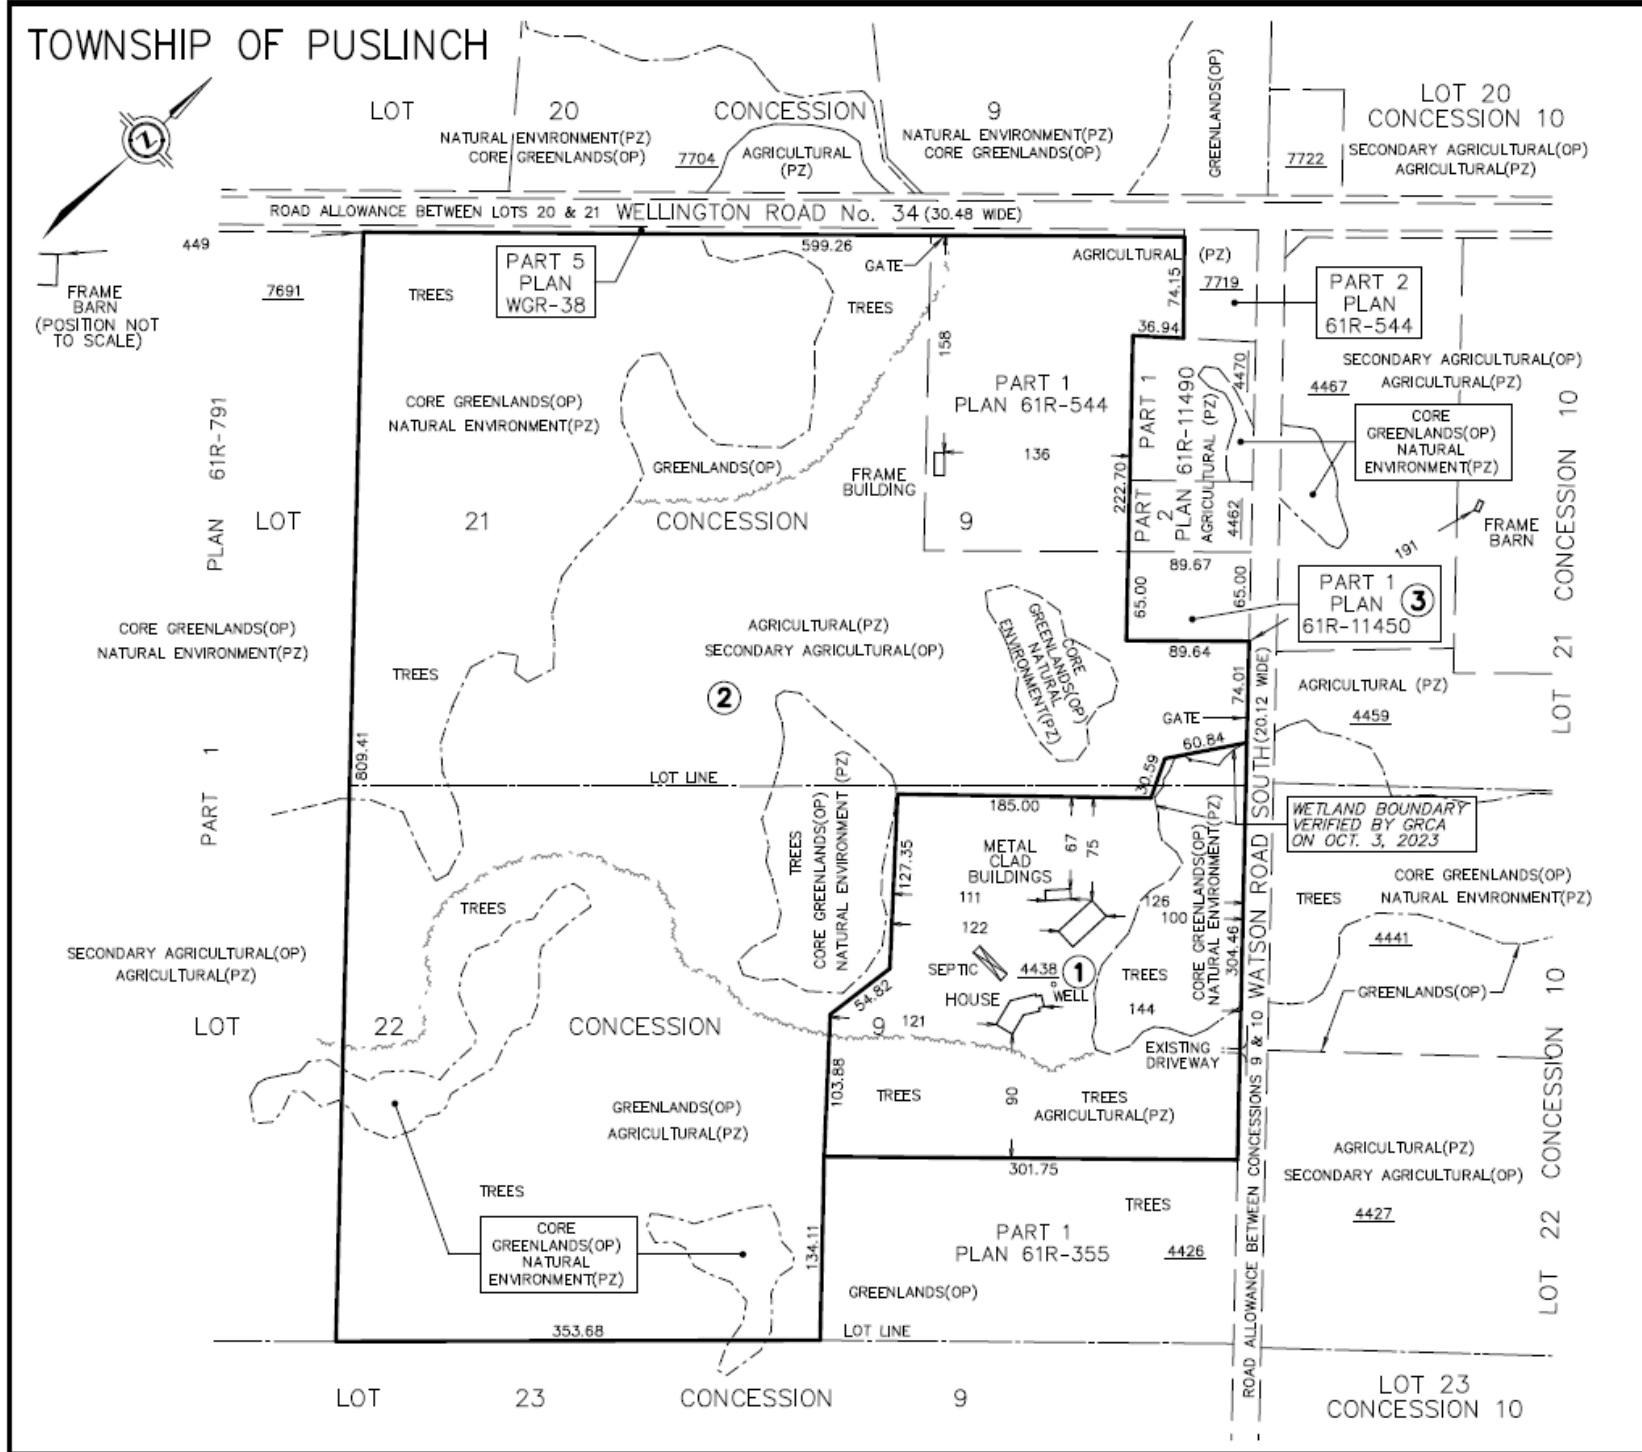 TOWNSHIP OF PUSLINCH
Z
LOT 20 CONCESSION 9
NATURAL ENVIRONMENT(PZ)
CORE GREENLANDS(OP)
7704
AGRICULTURAL
(PZ)
NATURAL ENVIRONMENT(PZ)
CORE GREENLANDS(OP)
GREENLANDS(OP)
7722
LOT 20
CONCESSION 10
SECONDARY AGRICULTURAL(OP)
AGRICULTURAL(PZ)
ROAD ALLOWANCE BETWEEN LOTS 20 & 21 WELLINGTON ROAD No. 34 (30.48 WIDE)
449
FRAME
BARN
(POSITION NOT
TO SCALE)
7691
PART 5
PLAN
WGR-38
TREES
599.26
GATE
TREES
158
AGRICULTURAL (PZ)
74.15
7719
PART 2
PLAN
61R-544
36.94
PART 1
PLAN 61R-544
136
FRAME
BUILDING
222.70
PART 1
PART 2
PLAN 61R-11490
AGRICULTURAL (PZ)
4470
4462
SECONDARY AGRICULTURAL(OP)
AGRICULTURAL(PZ)
4467
CORE
GREENLANDS(OP)
NATURAL
ENVIRONMENT(PZ)
FRAME
BARN
191
LOT 21 CONCESSION 10
CORE GREENLANDS(OP)
NATURAL ENVIRONMENT(PZ)
GREENLANDS(OP)
PART 1 PLAN 61R-791
LOT 21 CONCESSION 9
89.67
65.00
65.00
PART 1
PLAN
61R-11450
3
89.64
CORE GREENLANDS(OP)
NATURAL ENVIRONMENT(PZ)
AGRICULTURAL(PZ)
SECONDARY AGRICULTURAL(OP)
CORE
GREENLANDS(OP)
NATURAL
ENVIRONMENT(PZ)
TREES
2
74.01
GATE
60.84
30.59
AGRICULTURAL (PZ)
4459
809.41
LOT LINE
185.00
WETLAND BOUNDARY
VERIFIED BY GRCA
ON OCT. 3, 2023
TREES
CORE GREENLANDS(OP)
NATURAL ENVIRONMENT (PZ)
127.35
METAL
CLAD
BUILDINGS
67
75
111
122
126
100
CORE GREENLANDS(OP)
NATURAL ENVIRONMENT(PZ)
304.46
CORE GREENLANDS(OP)
NATURAL ENVIRONMENT(PZ)
TREES
4441
GREENLANDS(OP)
TREES
SECONDARY AGRICULTURAL(OP)
AGRICULTURAL(PZ)
SEPTIC
4438
1
WELL
HOUSE
TREES
144
54.82
121
LOT 22 CONCESSION 9
EXISTING
DRIVEWAY
103.88
TREES
90
TREES
AGRICULTURAL(PZ)
GREENLANDS(OP)
AGRICULTURAL(PZ)
301.75
ROAD ALLOWANCE BETWEEN CONCESSIONS 9 & 10 WATSON ROAD SOUTH(20.12 WIDE)
AGRICULTURAL(PZ)
SECONDARY AGRICULTURAL(OP)
4427
LOT 22 CONCESSION 10
TREES
CORE
GREENLANDS(OP)
NATURAL
ENVIRONMENT(PZ)
134.11
TREES
PART 1
PLAN 61R-355
4426
GREENLANDS(OP)
353.68
LOT LINE
LOT 23 CONCESSION 9
LOT 23
CONCESSION 10